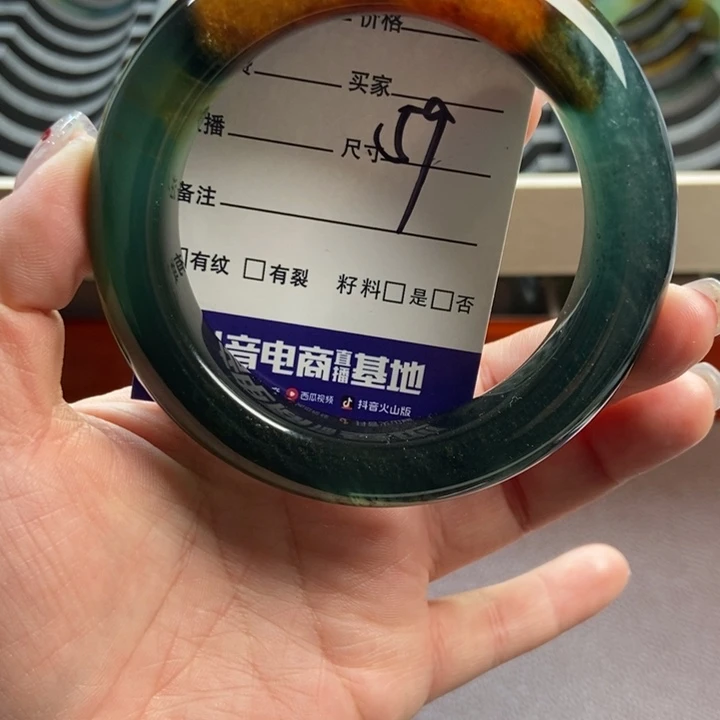 价格
买家
播
尺寸 59
备注
有纹 □有裂 籽料□是□否
音电商直播基地
西瓜视频 抖音火山版